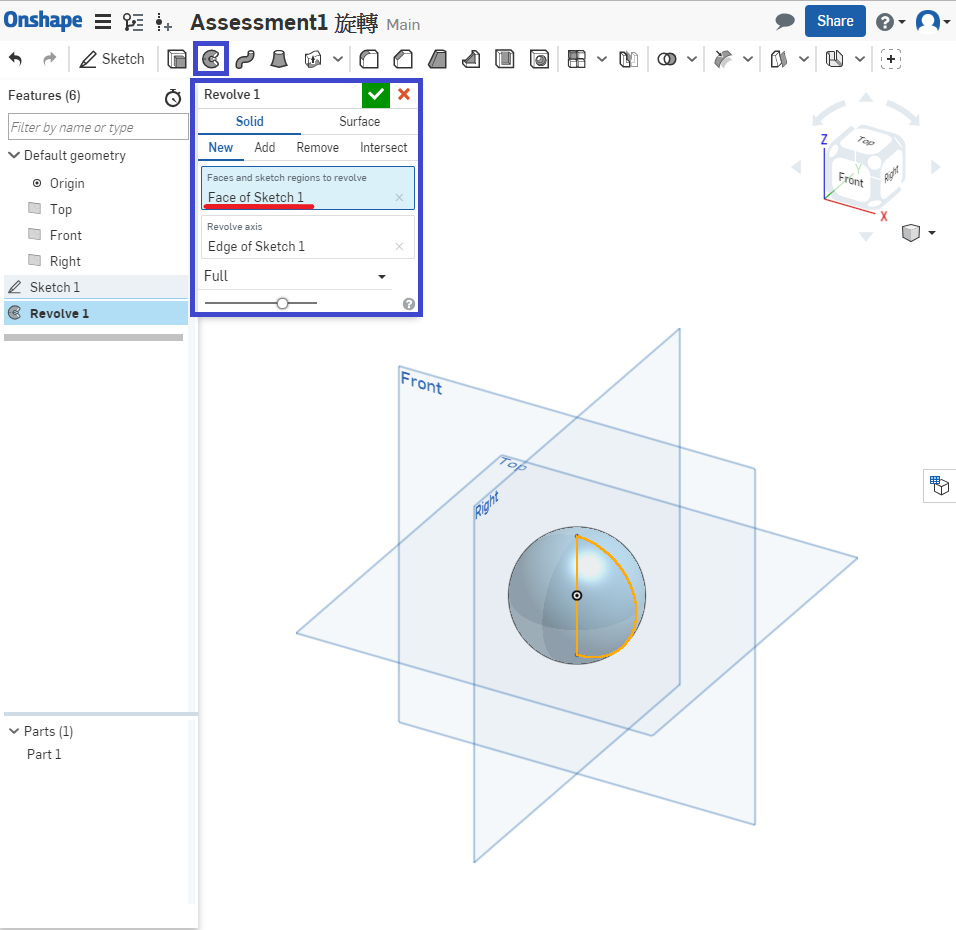 Onshape
Assessment1 旋轉 Main
Share
Sketch
Features (6)
Filter by name or type
Default geometry
Origin
Top
Front
Right
Sketch 1
Revolve 1
Revolve 1
Solid Surface
New Add Remove Intersect
Faces and sketch regions to revolve
Face of Sketch 1
Revolve axis
Edge of Sketch 1
Full
Z
Top
Y
Front
Right
X
Front
Top
Right
Parts (1)
Part 1